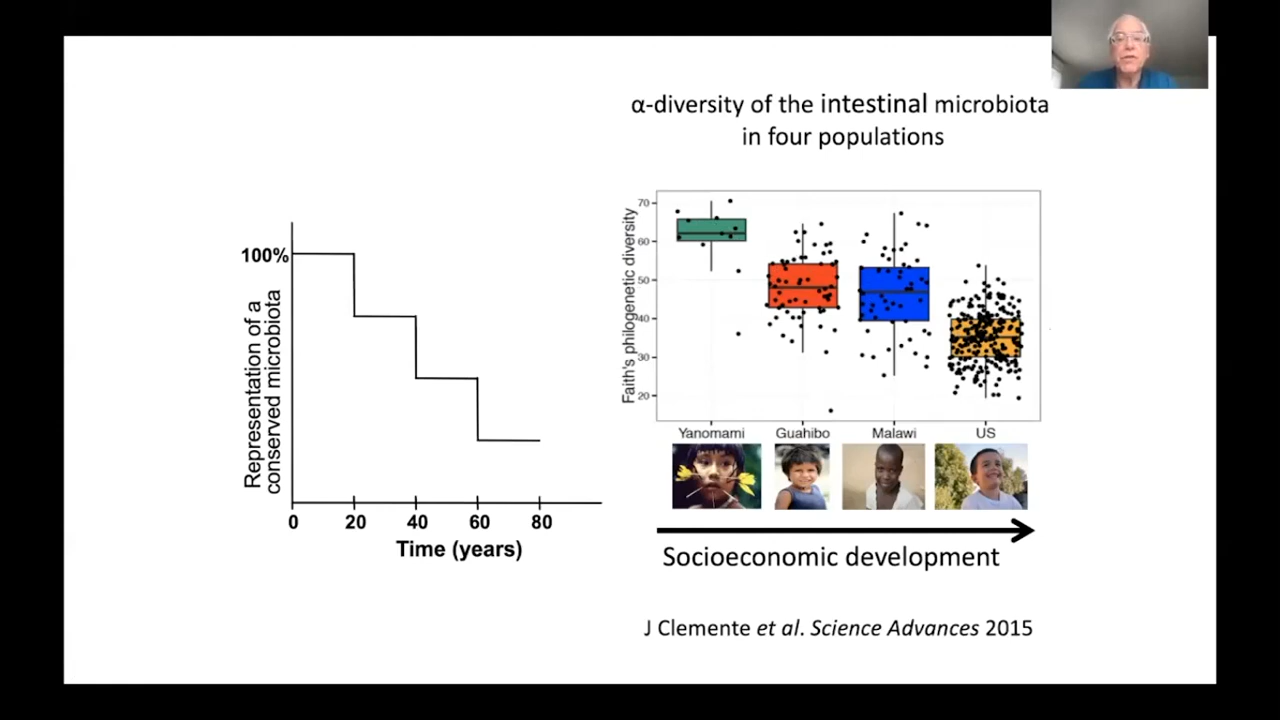 α-diversity of the intestinal microbiota
in four populations
100%
Representation of a
conserved microbiota
0 20 40 60 80
Time (years)
Faith's philogenetic diversity
70
60
50
40
30
20
Yanomami Guahibo Malawi US
Socioeconomic development
J Clemente et al. Science Advances 2015